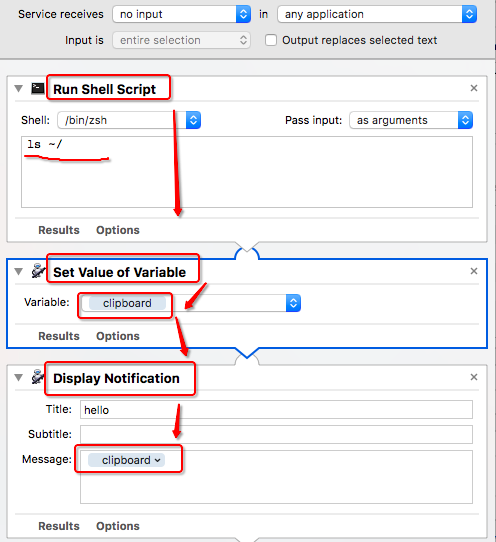 Service receives no input in any application
Input is entire selection Output replaces selected text
Run Shell Script
Shell: /bin/zsh Pass input: as arguments
ls ~/
Results Options
Set Value of Variable
Variable: clipboard
Results Options
Display Notification
Title: hello
Subtitle:
Message: clipboard
Results Options